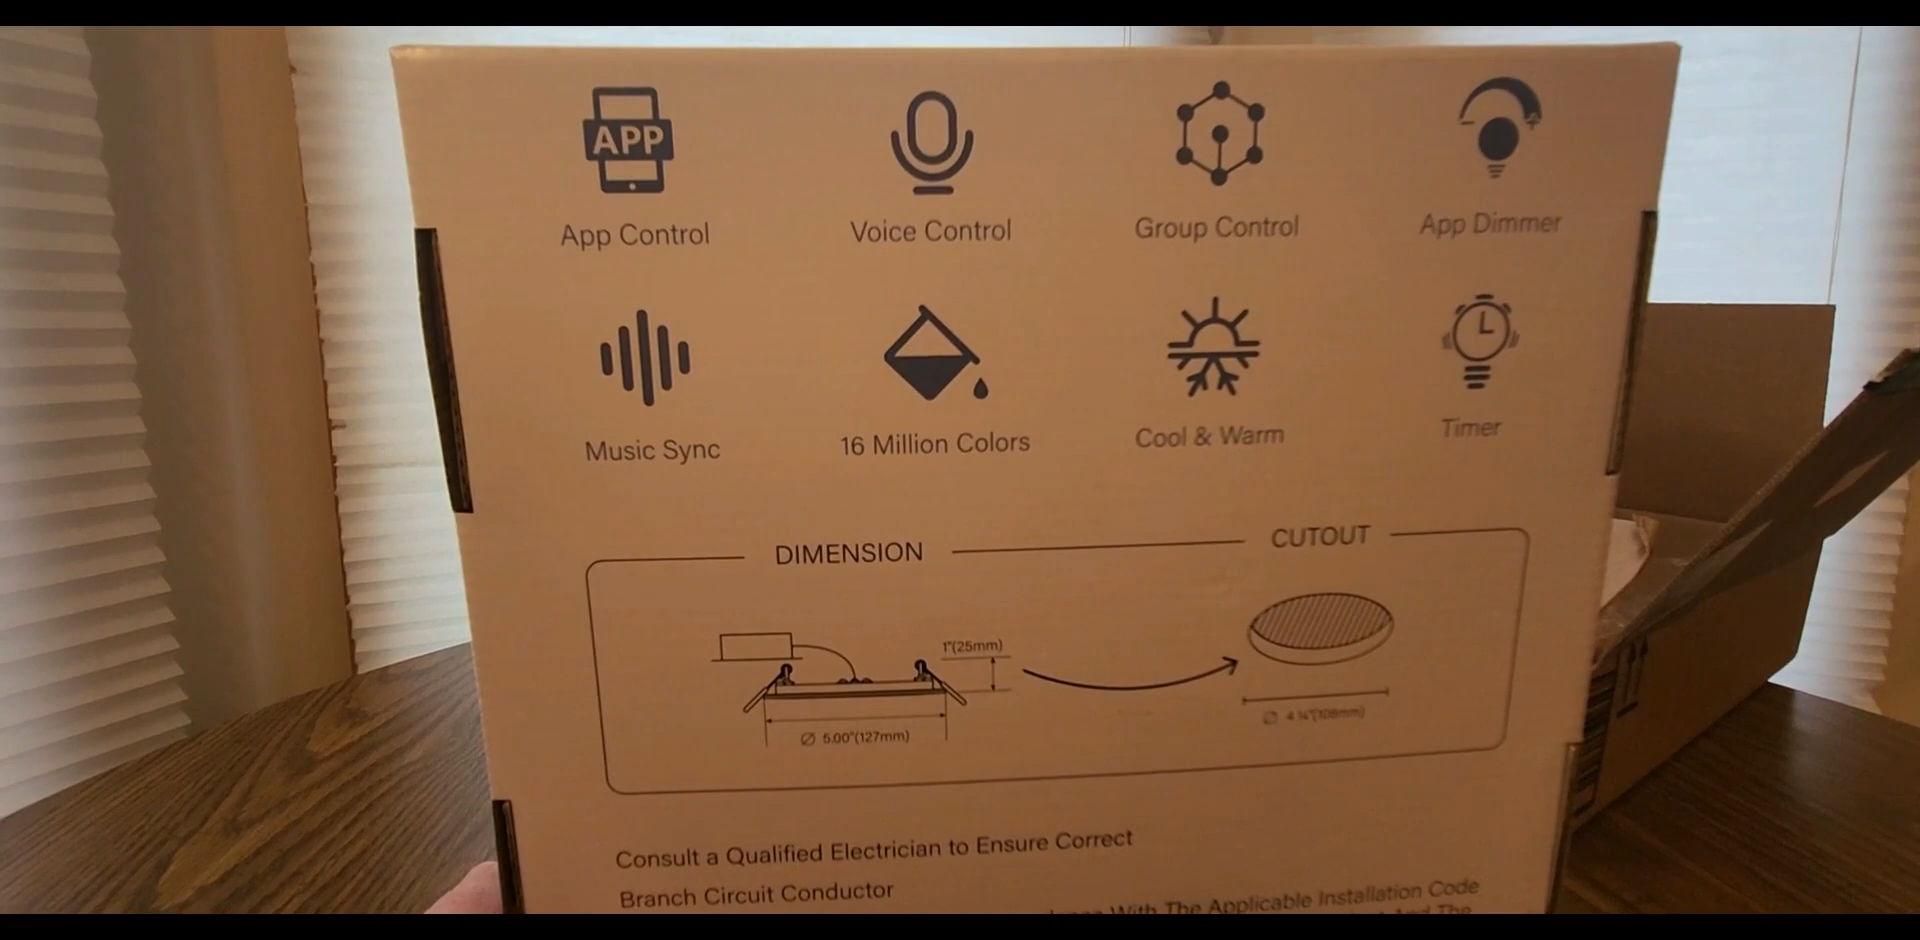 APP
App Control
Voice Control
Group Control
App Dimmer
Music Sync
16 Million Colors
Cool & Warm
Timer
DIMENSION
CUTOUT
1"(25mm)
∅ 5.00"(127mm)
Consult a Qualified Electrician to Ensure Correct
Branch Circuit Conductor
With The Applicable Installation Code
And The